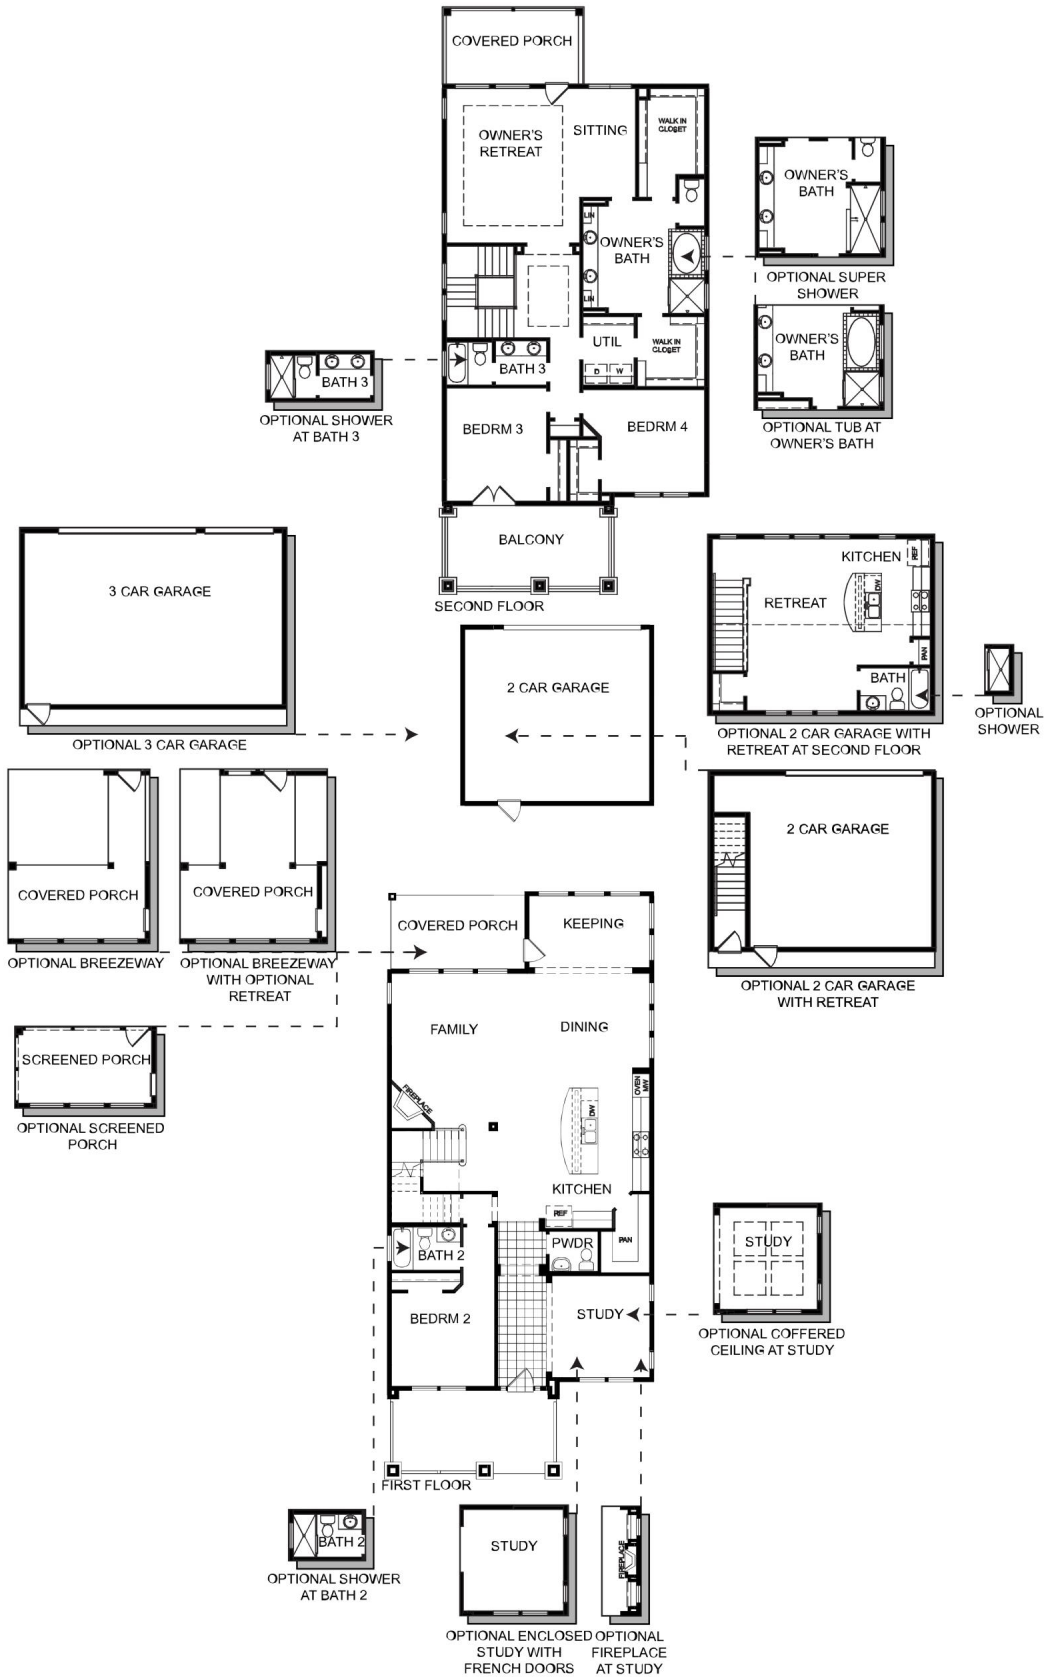 COVERED PORCH
OWNER'S
RETREAT
SITTING
WALK IN
CLOSET
LIN
OWNER'S
BATH
LIN
UTIL
D
W
WALK IN
CLOSET
BATH 3
BEDRM 3
BEDRM 4
BALCONY
SECOND FLOOR
OWNER'S
BATH
OPTIONAL SUPER
SHOWER
OWNER'S
BATH
OPTIONAL TUB AT
OWNER'S BATH
BATH 3
OPTIONAL SHOWER
AT BATH 3
3 CAR GARAGE
OPTIONAL 3 CAR GARAGE
2 CAR GARAGE
KITCHEN
REF
DW
RETREAT
PAN
BATH
OPTIONAL 2 CAR GARAGE WITH
RETREAT AT SECOND FLOOR
OPTIONAL
SHOWER
2 CAR GARAGE
OPTIONAL 2 CAR GARAGE
WITH RETREAT
COVERED PORCH
OPTIONAL BREEZEWAY
COVERED PORCH
OPTIONAL BREEZEWAY
WITH OPTIONAL
RETREAT
SCREENED PORCH
OPTIONAL SCREENED
PORCH
COVERED PORCH
KEEPING
FAMILY
DINING
FIREPLACE
OVEN
MW
DW
KITCHEN
REF
PAN
PWDR
BATH 2
BEDRM 2
STUDY
FIRST FLOOR
STUDY
OPTIONAL COFFERED
CEILING AT STUDY
BATH 2
OPTIONAL SHOWER
AT BATH 2
STUDY
OPTIONAL ENCLOSED
STUDY WITH
FRENCH DOORS
FIREPLACE
OPTIONAL
FIREPLACE
AT STUDY